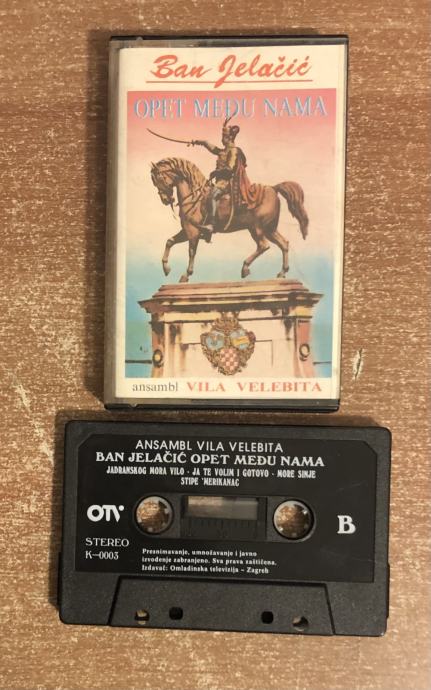 Ban Jelačić
OPET MEĐU NAMA
ansambl VILA VELEBITA
ANSAMBL VILA VELEBITA
BAN JELAČIĆ OPET MEĐU NAMA
JADRANSKOG MORA VILO · JA TE VOLIM I GOTOVO · MORE SINJE
STIPE 'MERIKANAC
OTV
B
STEREO
K—0003
Presnimavanje, umnožavanje i javno
izvođenje zabranjeno. Sva prava zaštićena.
Izdavač: Omladinska televizija – Zagreb